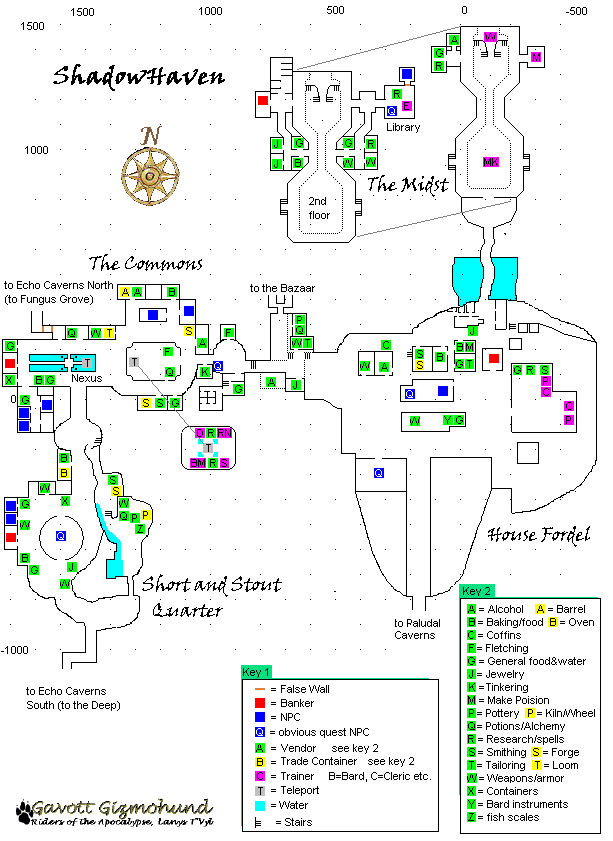 1500
1000
500
0
-500
1500
1000
0
-1000
ShadowHaven
N
Library
The Midst
2nd
floor
The Commons
to Echo Caverns North
(to Fungus Grove)
to the Bazaar
Nexus
House Fordel
Short and Stout
Quarter
to Paludal
Caverns
to Echo Caverns
South (to the Deep)
Key 1
= False Wall
= Banker
= NPC
Q = obvious quest NPC
A = Vendor see key 2
B = Trade Container see key 2
C = Trainer B=Bard, C=Cleric etc.
T = Teleport
= Water
= Stairs
Key 2
A = Alcohol A = Barrel
B = Baking/food B = Oven
C = Coffins
F = Fletching
G = General food&water
J = Jewelry
K = Tinkering
M = Make Poision
P = Pottery P = Kiln/Wheel
Q = Potions/Alchemy
R = Research/spells
S = Smithing S = Forge
T = Tailoring T = Loom
W = Weapons/armor
X = Containers
Y = Bard instruments
Z = fish scales
Gavott Gizmohund
Riders of the Apocalypse, Lanys T'Vyl